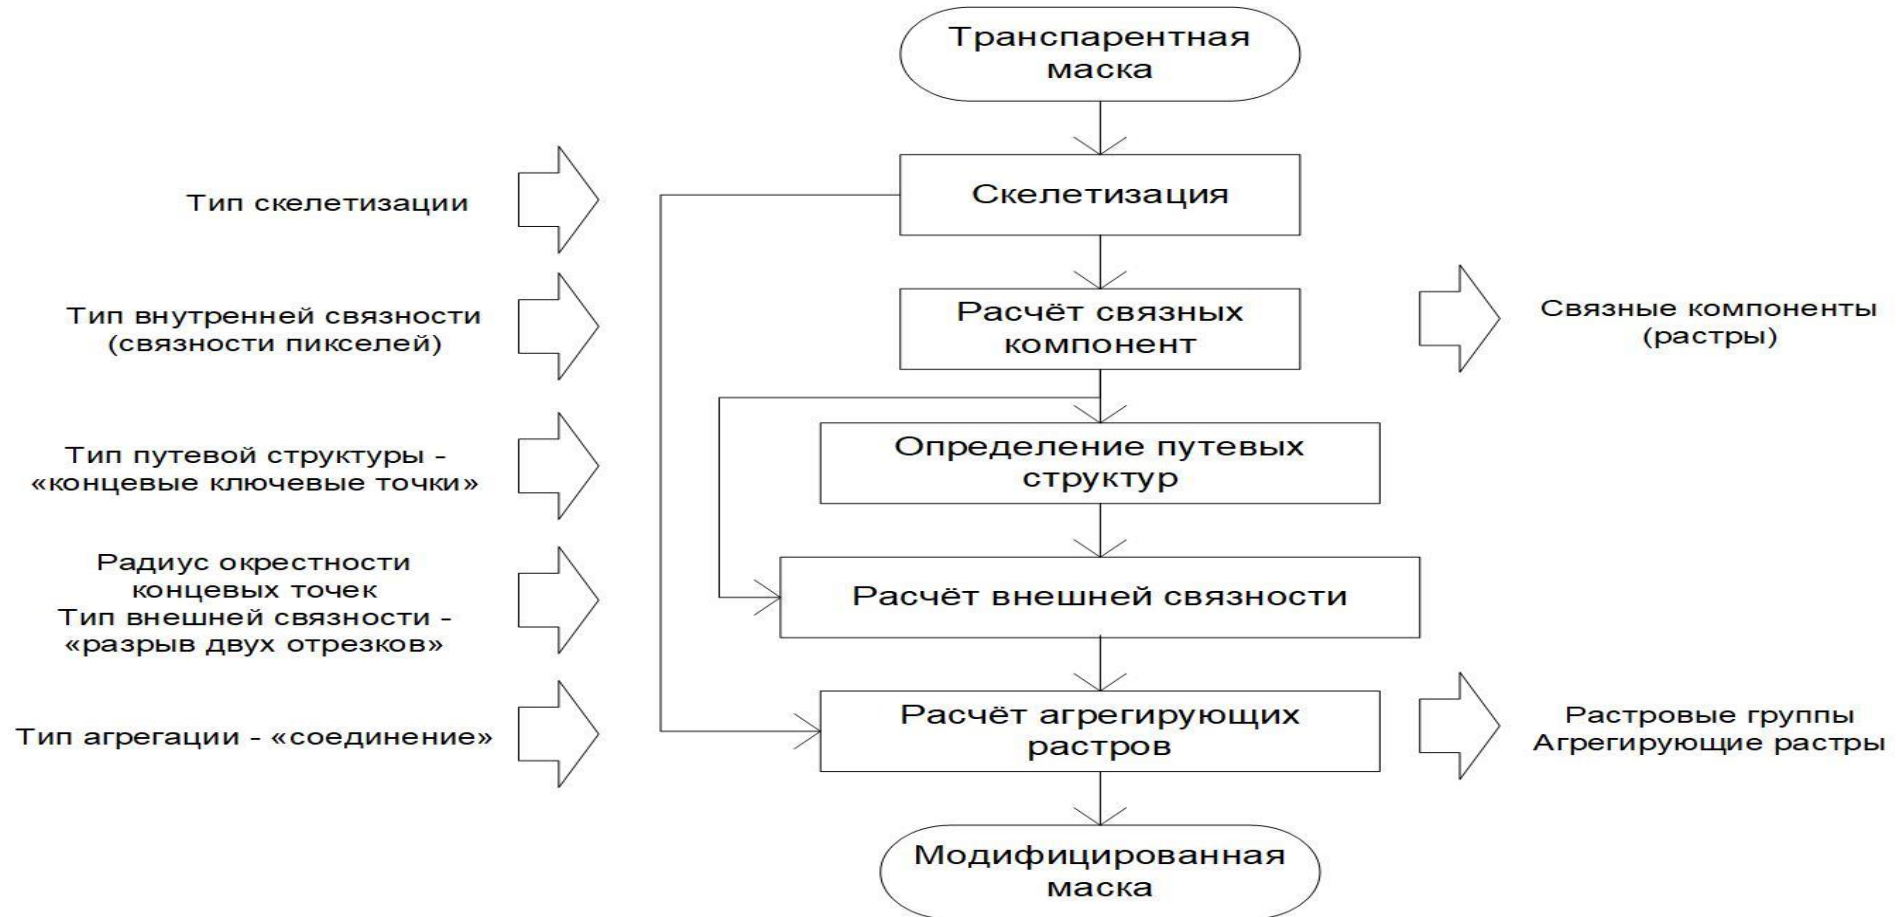 Транспарентная
маска
Тип скелетизации
Скелетизация
Тип внутренней связности
(связности пикселей)
Расчёт связных
компонент
Связные компоненты
(растры)
Тип путевой структуры -
«концевые ключевые точки»
Определение путевых
структур
Радиус окрестности
концевых точек
Тип внешней связности -
«разрыв двух отрезков»
Расчёт внешней связности
Тип агрегации - «соединение»
Расчёт агрегирующих
растров
Растровые группы
Агрегирующие растры
Модифицированная
маска